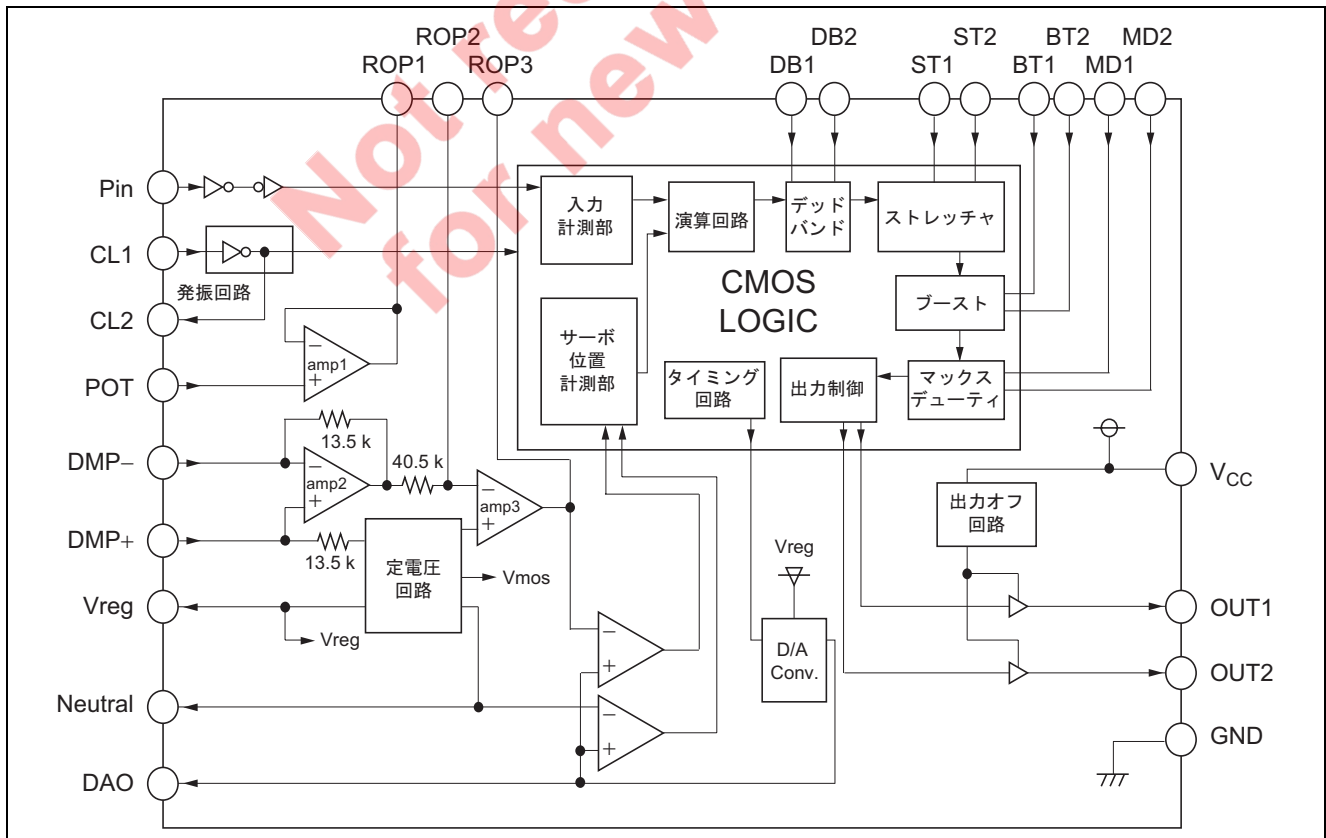 Not re
for new
ROP2
ROP1
ROP3
DB2
DB1
ST2
ST1
BT2
BT1
MD2
MD1
Pin
CL1
発振回路
CL2
POT
DMP−
DMP+
Vreg
Neutral
DAO
amp1
13.5 k
amp2
40.5 k
13.5 k
amp3
定電圧
回路
Vmos
Vreg
入力
計測部
演算回路
デッド
バンド
ストレッチャ
CMOS
LOGIC
ブースト
サーボ
位置
計測部
タイミング
回路
出力制御
マックス
デューティ
Vreg
D/A
Conv.
出力オフ
回路
VCC
OUT1
OUT2
GND
−
+
−
+
−
+
−
+
−
+